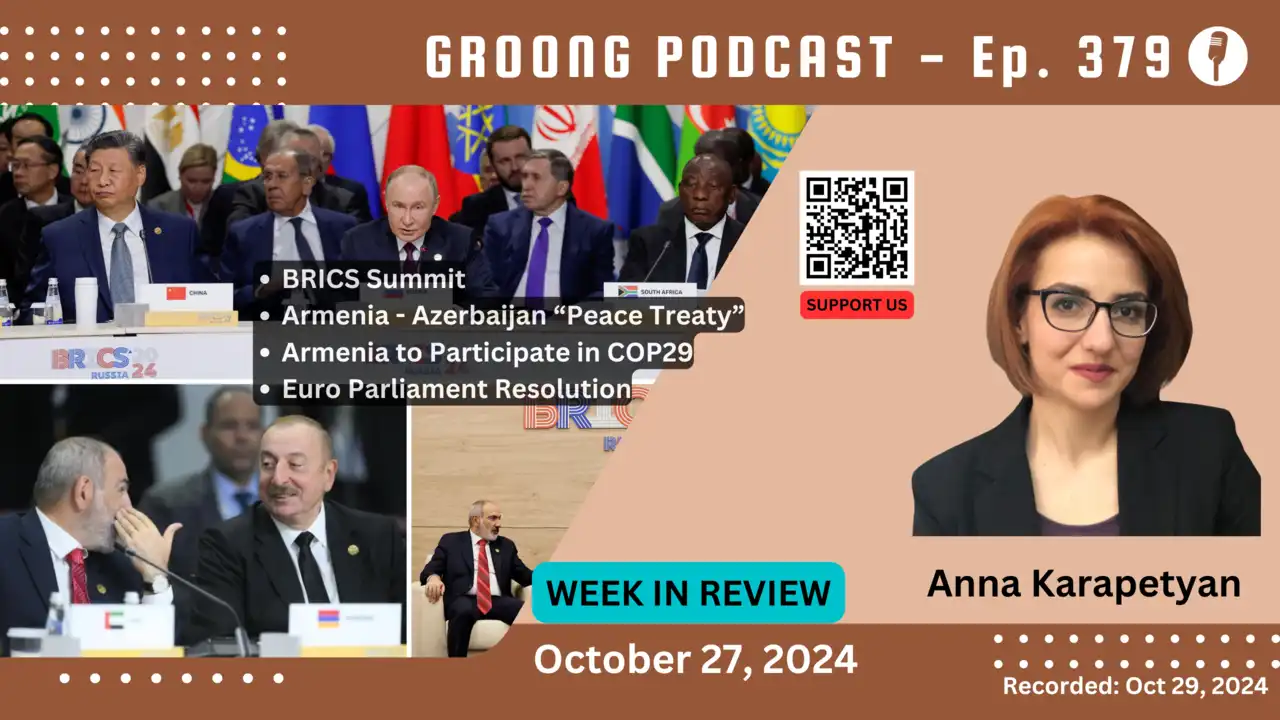 GROONG PODCAST – Ep. 379
CHINA
SOUTH AFRICA
BRICS 2024
RUSSIA
• BRICS Summit
• Armenia - Azerbaijan “Peace Treaty”
• Armenia to Participate in COP29
• Euro Parliament Resolution
SUPPORT US
BRICS
Anna Karapetyan
WEEK IN REVIEW
October 27, 2024
Recorded: Oct 29, 2024